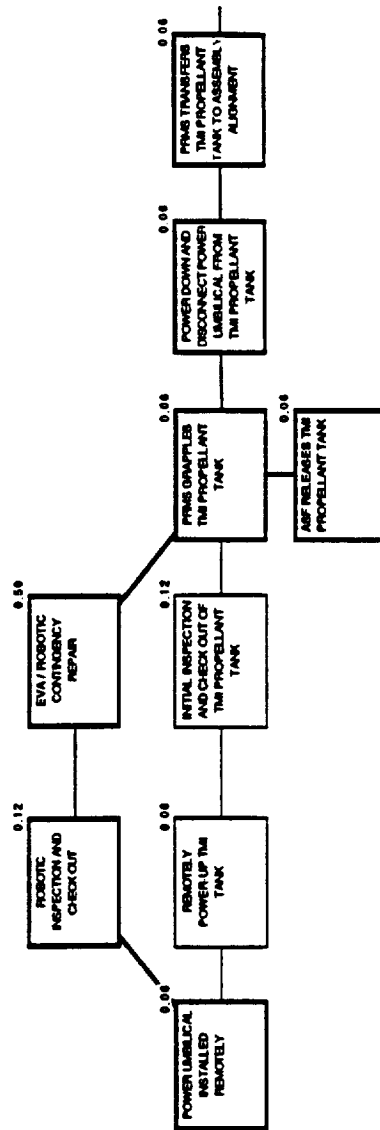 0.12
ROBOTIC
INSPECTION AND
CHECK OUT
0.50
EVA / ROBOTIC
CONTINGENCY
REPAIR
0.06
POWER UMBILICAL
INSTALLED
REMOTELY
0.06
REMOTELY
POWER-UP TMI
TANK
0.12
INITIAL INSPECTION
AND CHECK OUT OF
TMI PROPELLANT
TANK
0.06
PRMS GRAPPLES
TMI PROPELLANT
TANK
0.06
POWER DOWN AND
DISCONNECT POWER
UMBILICAL FROM
TMI PROPELLANT
TANK
0.06
PRMS TRANSFERS
TMI PROPELLANT
TANK TO ASSEMBLY
ALIGNMENT
0.06
ASF RELEASES TMI
PROPELLANT TANK